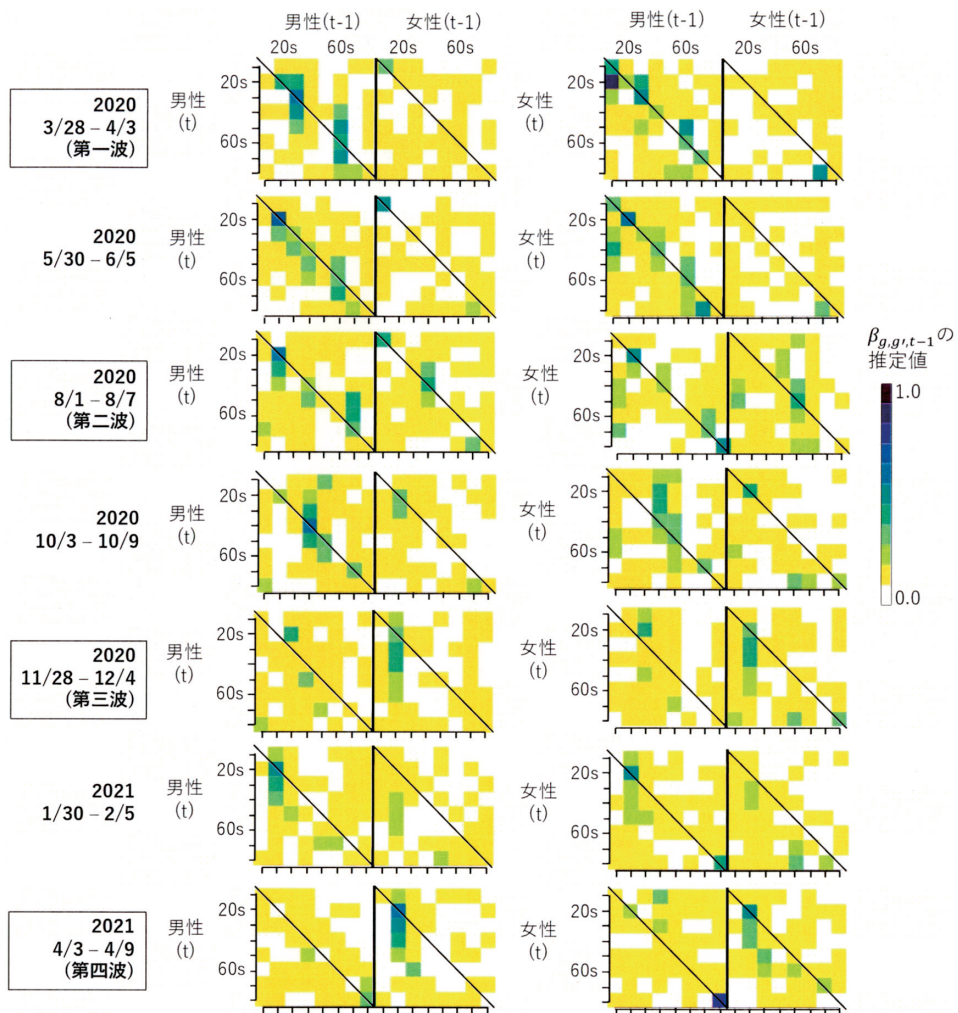 男性(t-1) 女性(t-1) 男性(t-1) 女性(t-1)
20s 60s 20s 60s 20s 60s 20s 60s
2020
3/28 – 4/3
(第一波)
男性
(t)
20s
60s
女性
(t)
20s
60s
2020
5/30 – 6/5
男性
(t)
20s
60s
女性
(t)
20s
60s
2020
8/1 – 8/7
(第二波)
男性
(t)
20s
60s
女性
(t)
20s
60s
βg,g′,t−1の
推定値
1.0
0.0
2020
10/3 – 10/9
男性
(t)
20s
60s
女性
(t)
20s
60s
2020
11/28 – 12/4
(第三波)
男性
(t)
20s
60s
女性
(t)
20s
60s
2021
1/30 – 2/5
男性
(t)
20s
60s
女性
(t)
20s
60s
2021
4/3 – 4/9
(第四波)
男性
(t)
20s
60s
女性
(t)
20s
60s